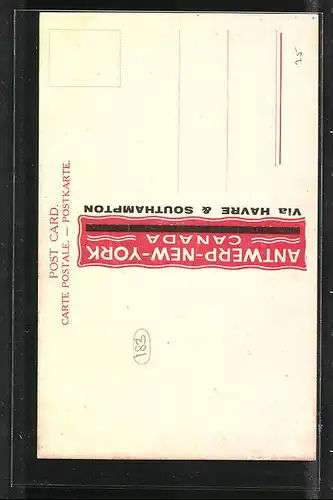 POST CARD.
CARTE POSTALE. — POSTKARTE.
ANTWERP-NEW-YORK
CANADA
Via HAVRE & SOUTHAMPTON
183
25